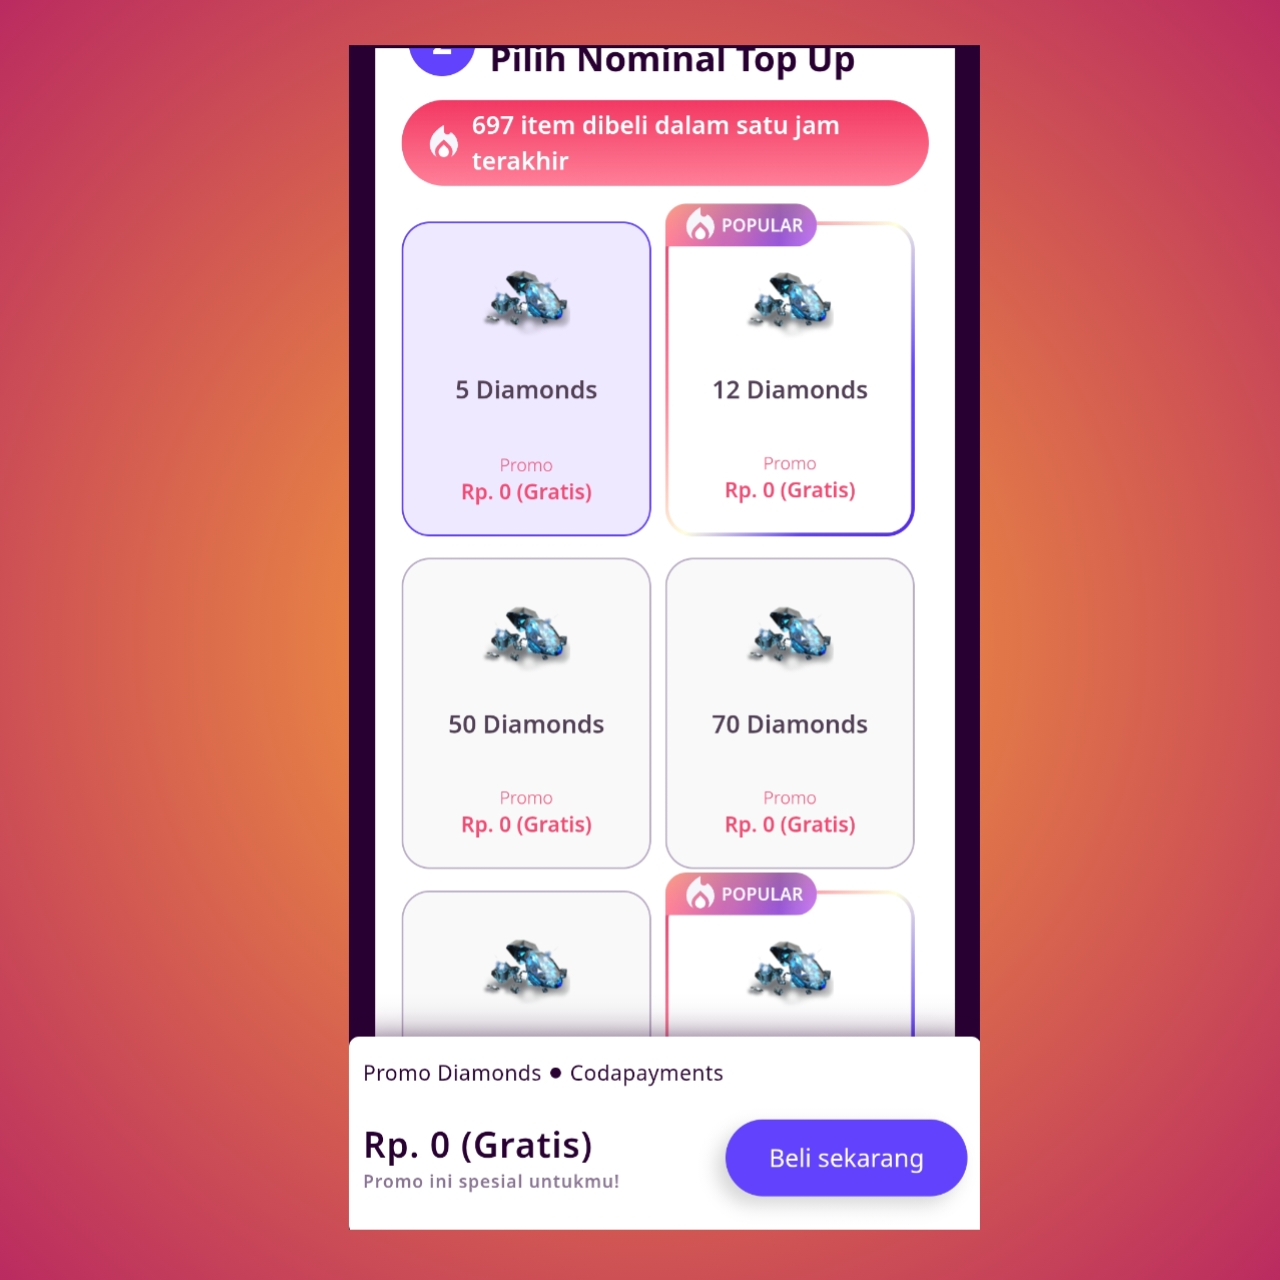 Pilih Nominal Top Up
697 item dibeli dalam satu jam
terakhir
POPULAR
5 Diamonds
12 Diamonds
Promo
Rp. 0 (Gratis)
Promo
Rp. 0 (Gratis)
50 Diamonds
70 Diamonds
Promo
Rp. 0 (Gratis)
Promo
Rp. 0 (Gratis)
POPULAR
Promo Diamonds ● Codapayments
Rp. 0 (Gratis)
Promo ini spesial untukmu!
Beli sekarang